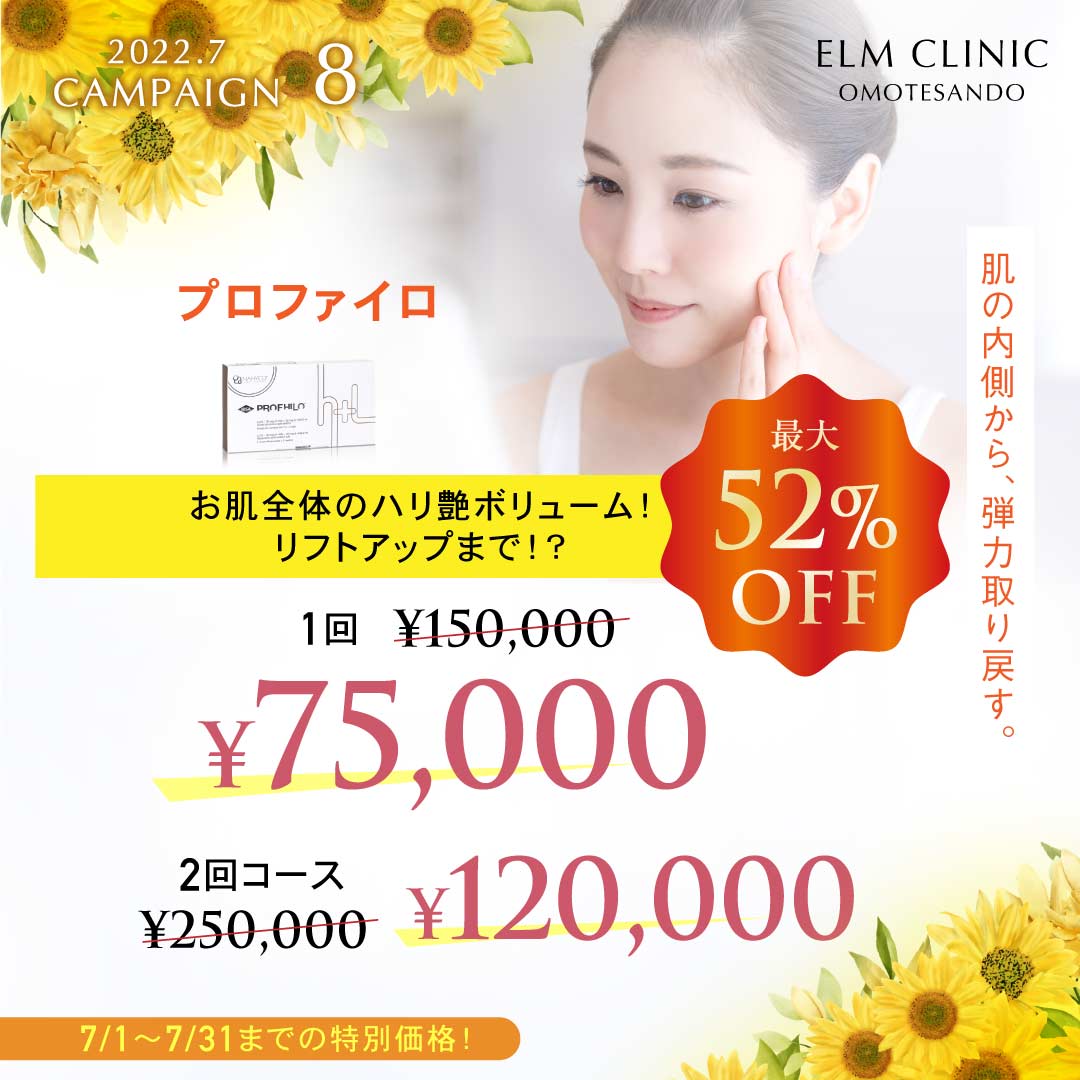 2022.7
CAMPAIGN 8
ELM CLINIC
OMOTESANDO
肌の内側から、弾力取り戻す。
プロファイロ
PROFHILO
h+L
お肌全体のハリ艶ボリューム!
リフトアップまで!?
最大
52%
OFF
1回 ¥150,000
¥75,000
2回コース
¥250,000
¥120,000
7/1〜7/31までの特別価格!